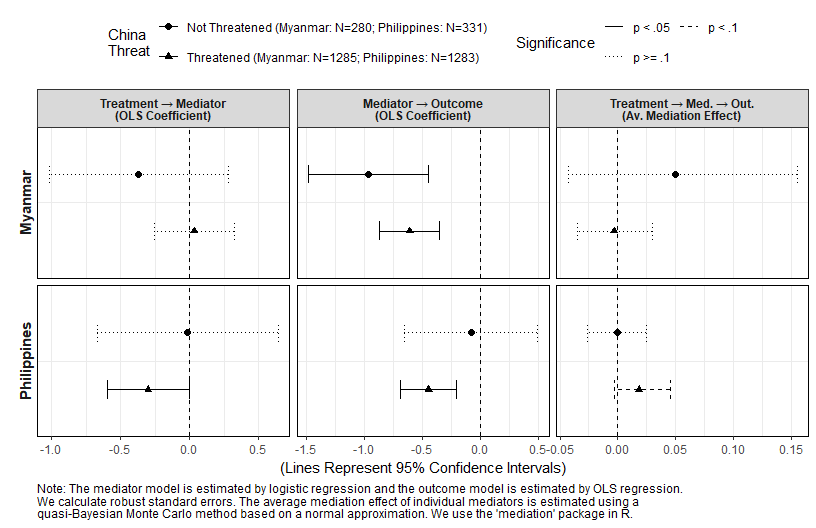 China
Threat
Not Threatened (Myanmar: N=280; Philippines: N=331)
Threatened (Myanmar: N=1285; Philippines: N=1283)
Significance
p < .05
p < .1
p >= .1
Treatment → Mediator
(OLS Coefficient)
Mediator → Outcome
(OLS Coefficient)
Treatment → Med. → Out.
(Av. Mediation Effect)
Myanmar
Philippines
-1.0 -0.5 0.0 0.5
-1.5 -1.0 -0.5 0.0 0.5
-0.05 0.00 0.05 0.10 0.15
(Lines Represent 95% Confidence Intervals)
Note: The mediator model is estimated by logistic regression and the outcome model is estimated by OLS regression.
We calculate robust standard errors. The average mediation effect of individual mediators is estimated using a
quasi-Bayesian Monte Carlo method based on a normal approximation. We use the 'mediation' package in R.